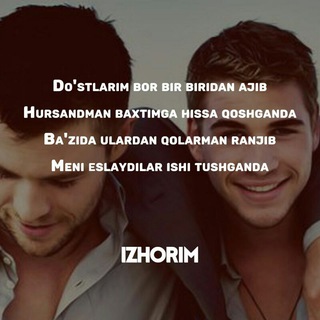 Do'stlarim bor bir biridan ajib
Hursandman baxtimga hissa qoshganda
Ba'zida ulardan qolarman ranjib
Meni eslaydilar ishi tushganda
IZHORIM